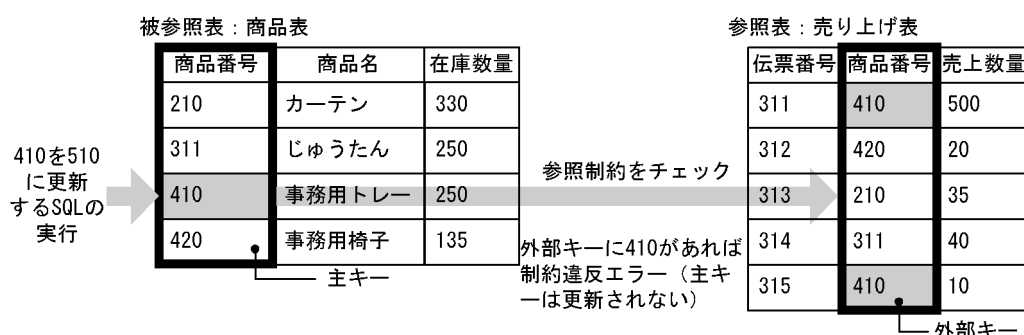 被参照表：商品表
商品番号 商品名 在庫数量
210 カーテン 330
311 じゅうたん 250
410 事務用トレー 250
420 事務用椅子 135
主キー
410を510
に更新
するSQLの
実行
参照制約をチェック
外部キーに410があれば
制約違反エラー（主キ
ーは更新されない）
参照表：売り上げ表
伝票番号 商品番号 売上数量
311 410 500
312 420 20
313 210 35
314 311 40
315 410 10
外部キー